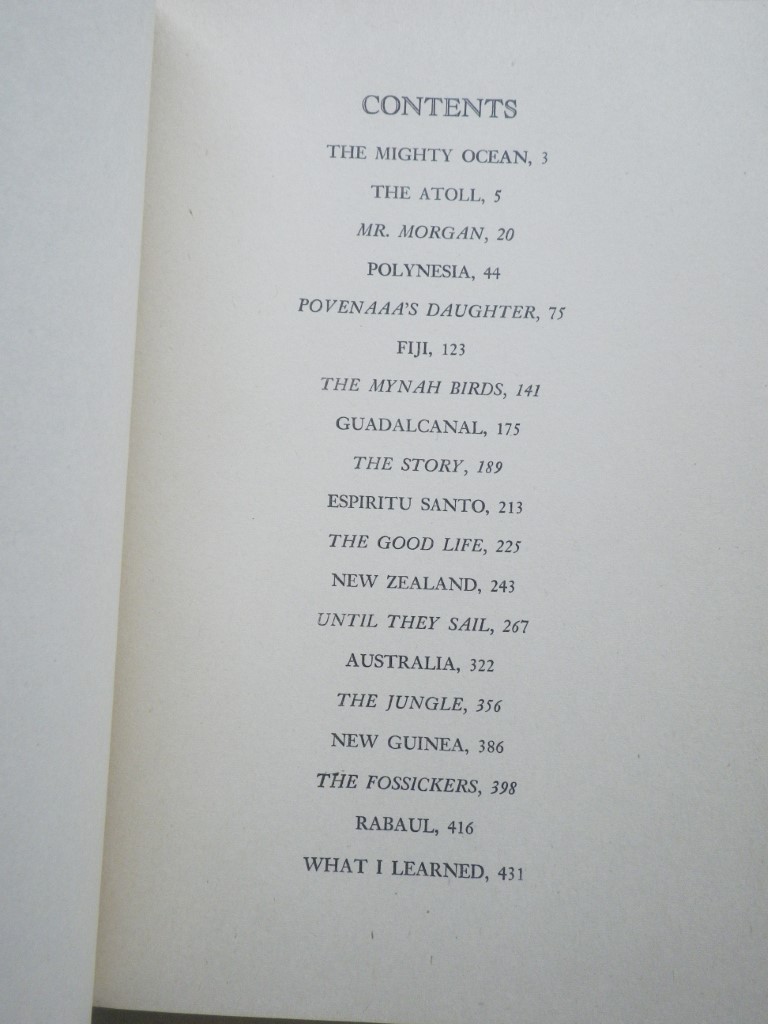 CONTENTS
THE MIGHTY OCEAN, 3
THE ATOLL, 5
MR. MORGAN, 20
POLYNESIA, 44
POVENAAA'S DAUGHTER, 75
FIJI, 123
THE MYNAH BIRDS, 141
GUADALCANAL, 175
THE STORY, 189
ESPIRITU SANTO, 213
THE GOOD LIFE, 225
NEW ZEALAND, 243
UNTIL THEY SAIL, 267
AUSTRALIA, 322
THE JUNGLE, 356
NEW GUINEA, 386
THE FOSSICKERS, 398
RABAUL, 416
WHAT I LEARNED, 431